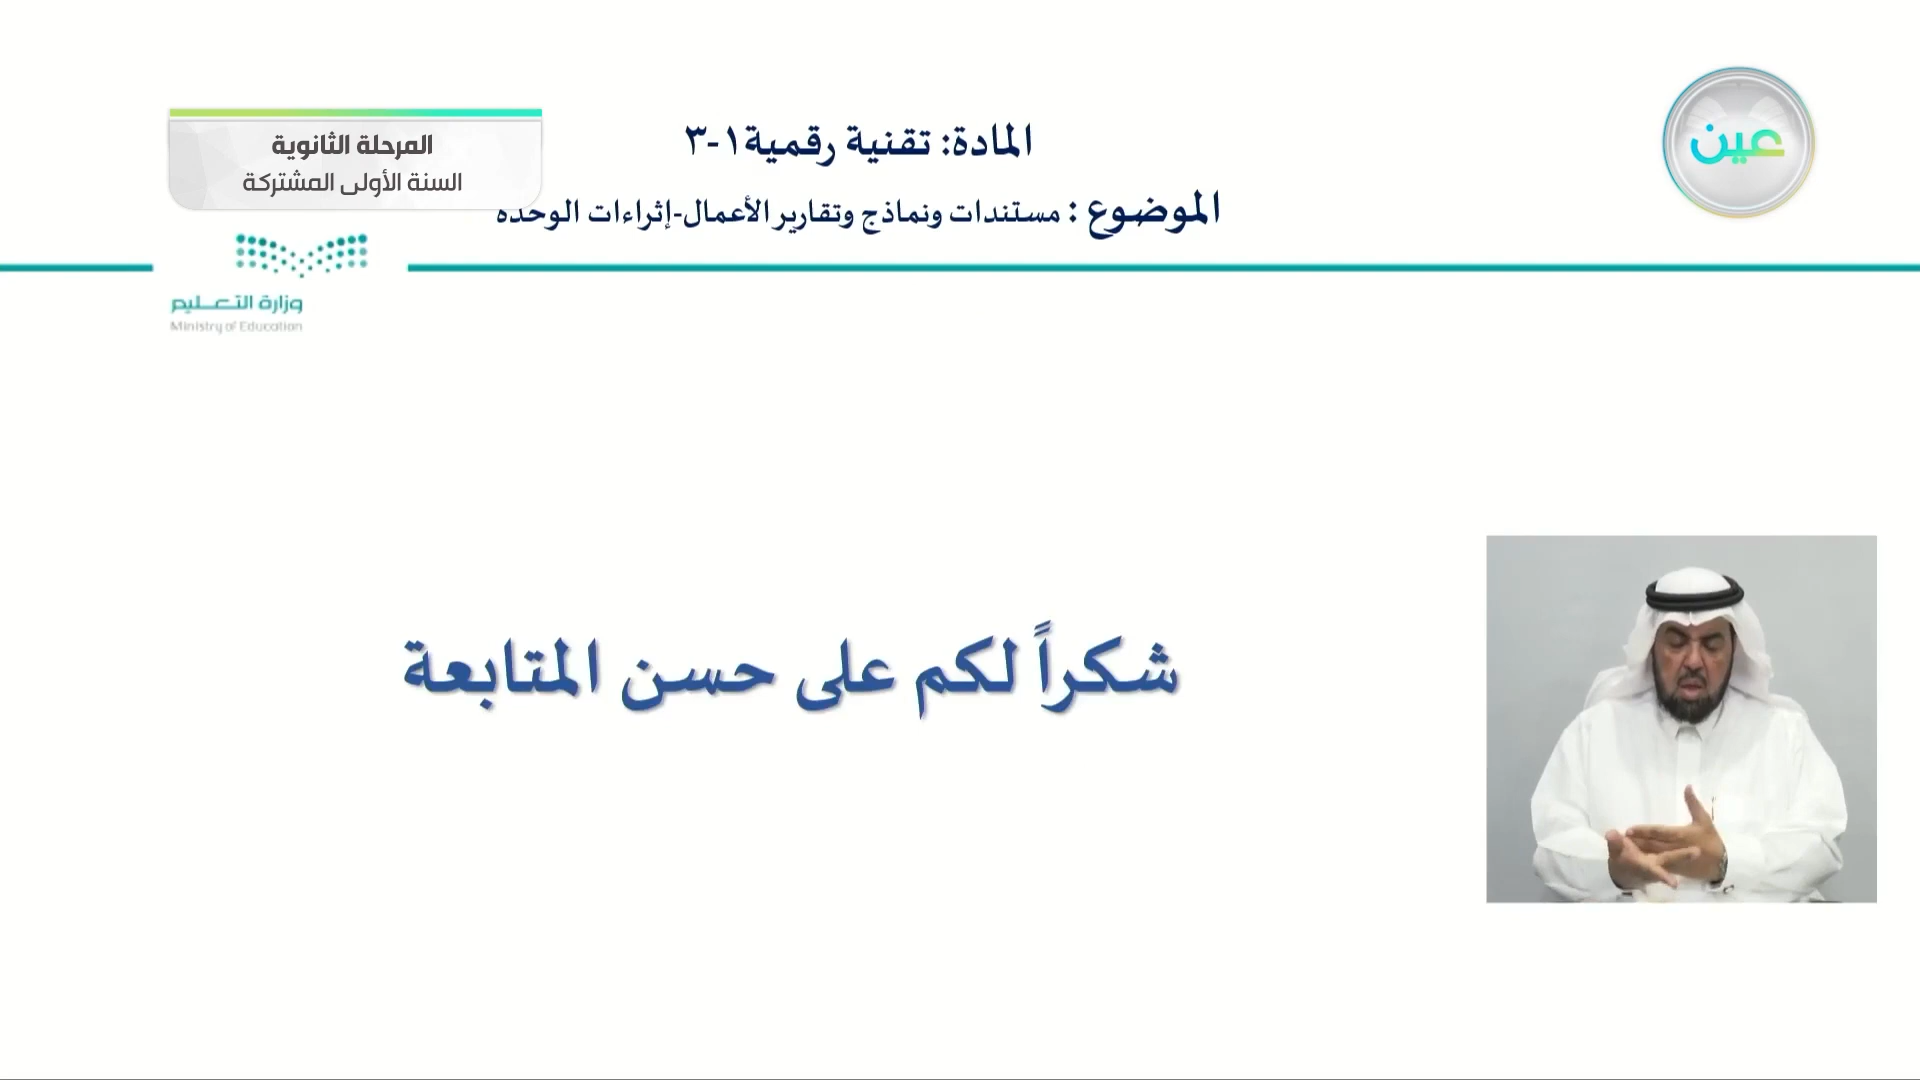 المرحلة الثانوية
السنة الأولى المشتركة
المادة: تقنية رقمية١-٣
الموضوع : مستندات ونماذج وتقارير الأعمال-إثراءات الوحدة
عين
وزارة التعليم
Ministry of Education
شكراً لكم على حسن المتابعة